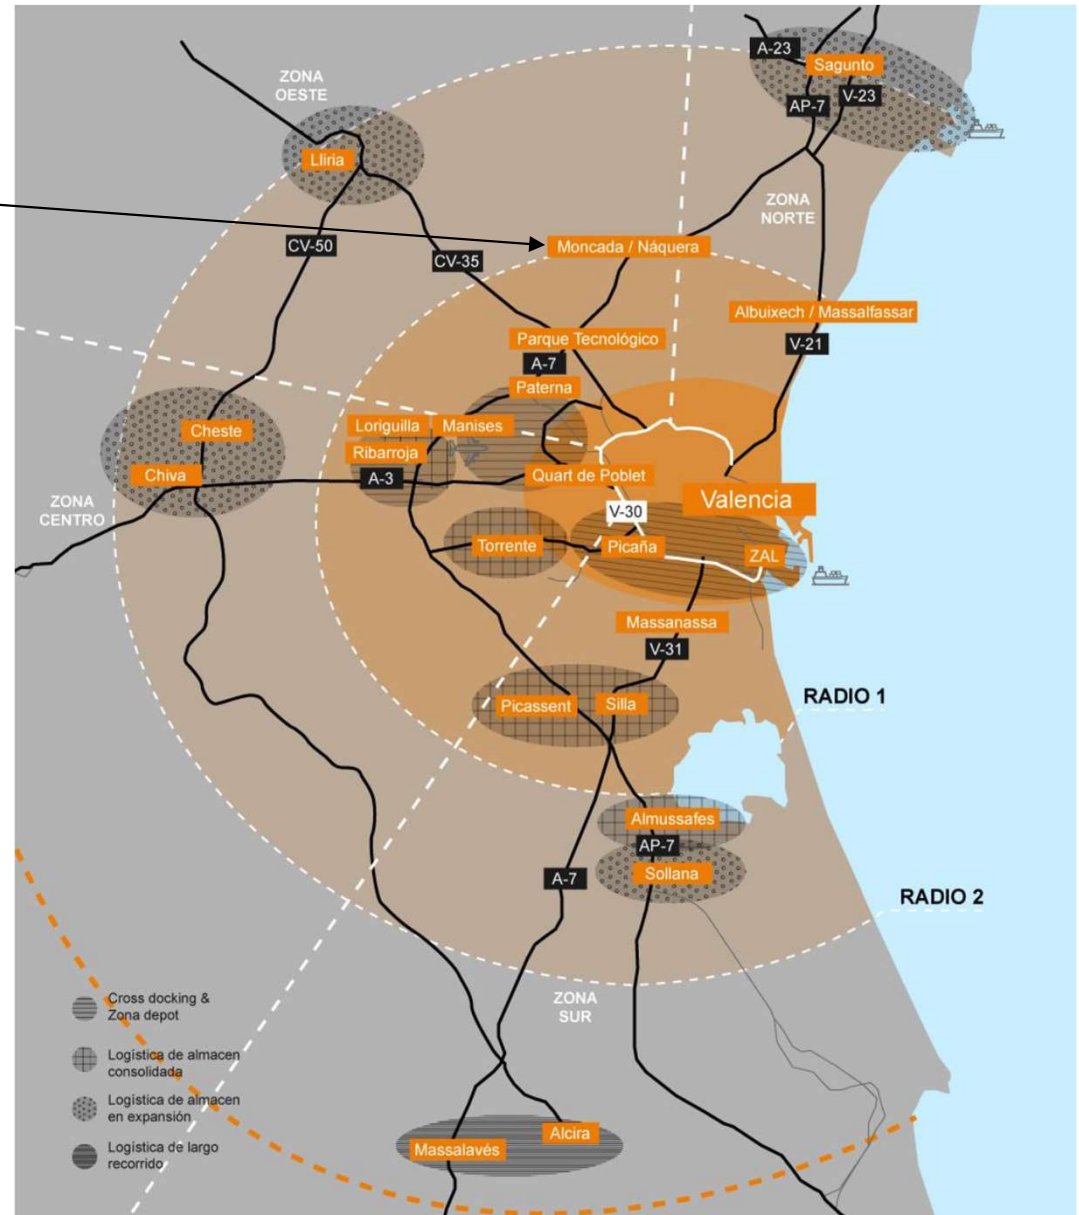 A-23
Sagunto
AP-7
V-23
ZONA
OESTE
Lliria
ZONA
NORTE
CV-50
CV-35
Moncada / Náquera
Albuixech / Massalfassar
V-21
Parque Tecnológico
A-7
Paterna
Loriguilla
Manises
Ribarroja
A-3
Quart de Poblet
Cheste
Chiva
ZONA
CENTRO
Valencia
V-30
Torrente
Picaña
ZAL
Massanassa
V-31
Picassent
Silla
RADIO 1
Almussafes
AP-7
Sollana
A-7
RADIO 2
ZONA
SUR
Cross docking &
Zona depot
Logística de almacen
consolidada
Logística de almacen
en expansión
Logística de largo
recorrido
Massalavés
Alcira